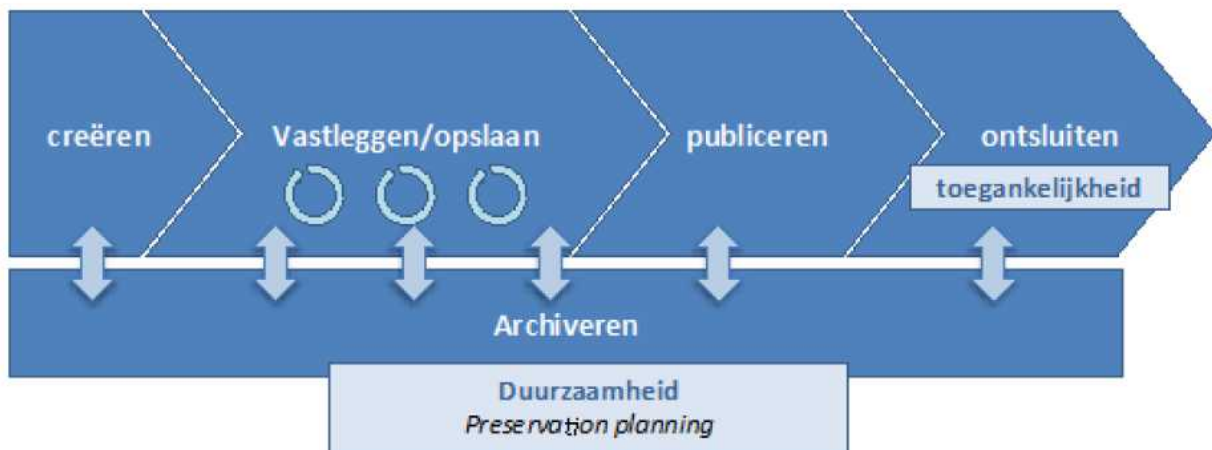 creëren
Vastleggen/opslaan
publiceren
ontsluiten
toegankelijkheid
Archiveren
Duurzaamheid
Preservation planning